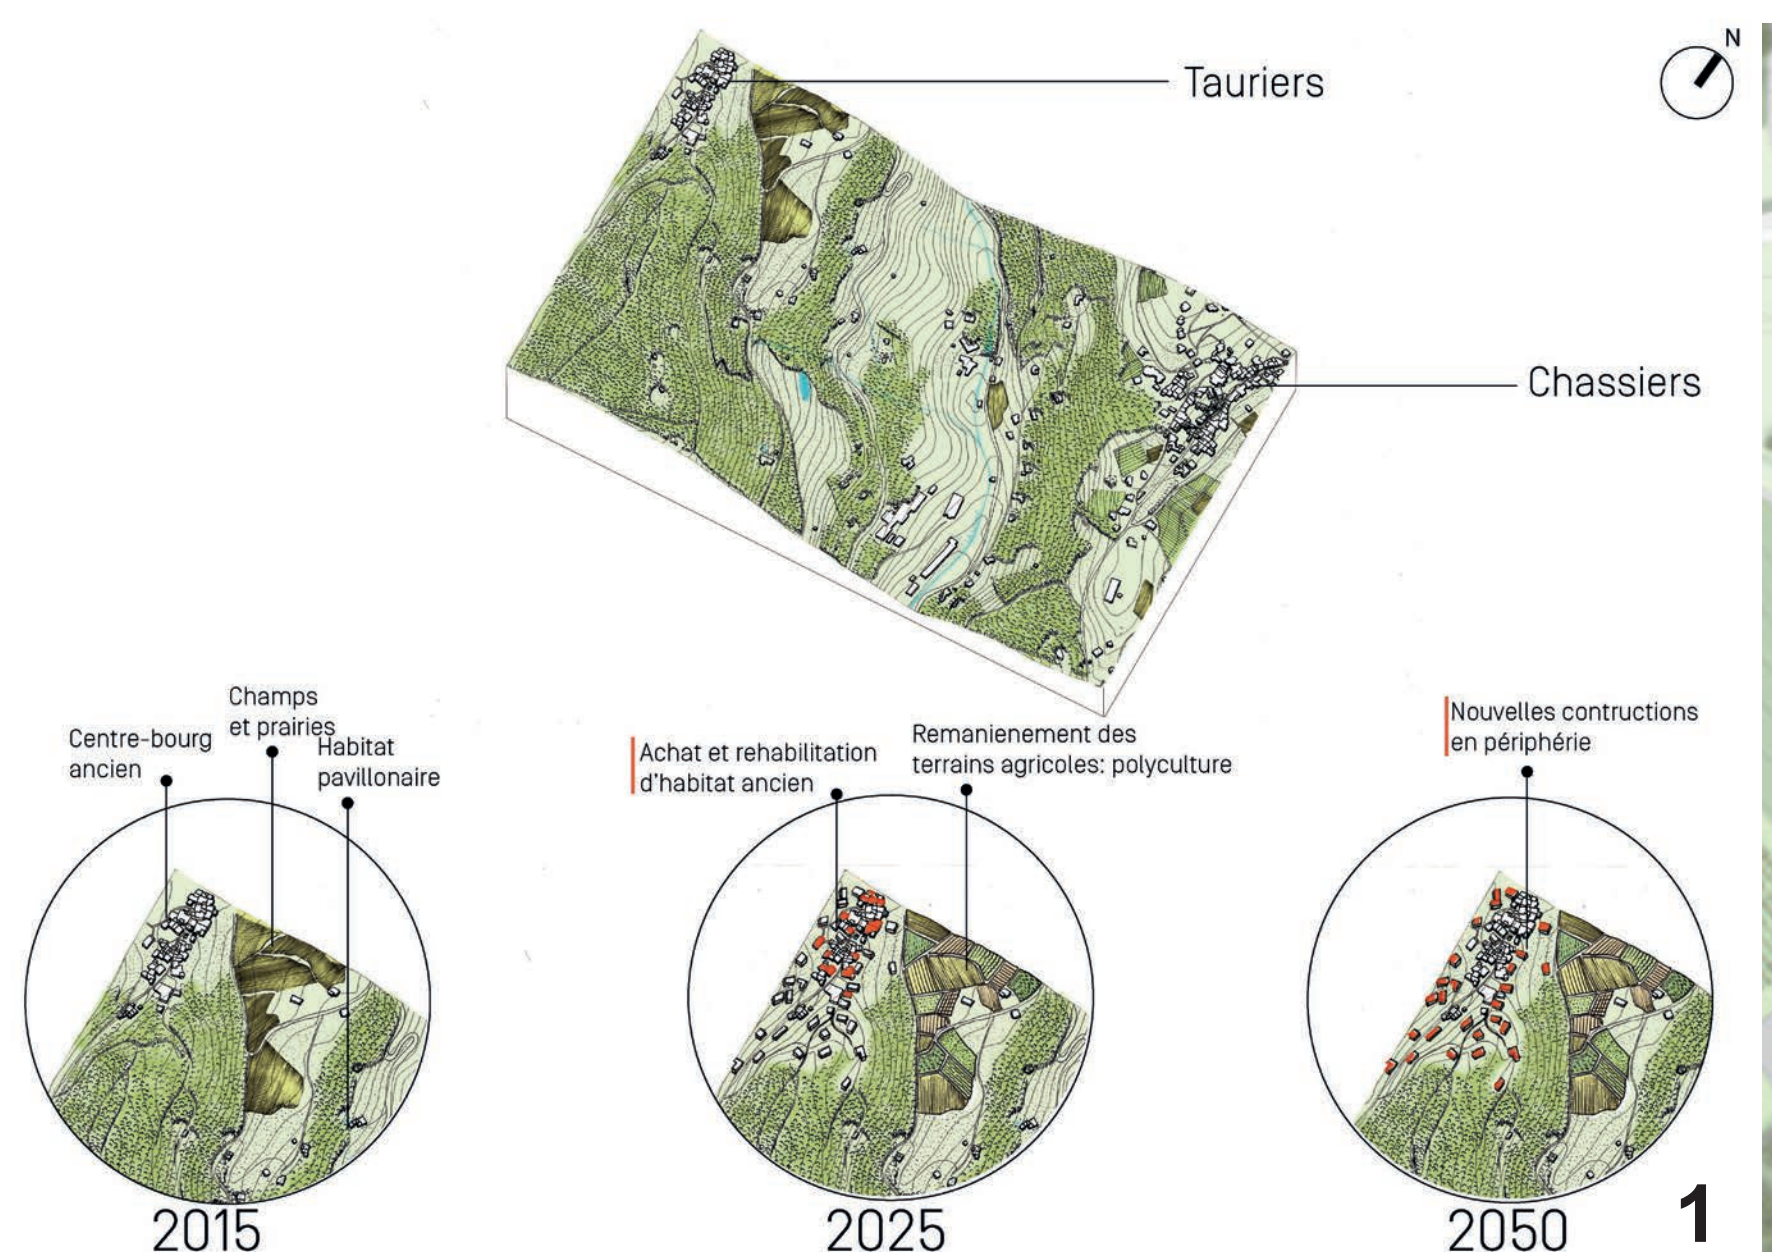 N
Tauriers
Chassiers
Centre-bourg
ancien
Champs
et prairies
Habitat
pavillonaire
Achat et rehabilitation
d'habitat ancien
Remanienement des
terrains agricoles: polyculture
Nouvelles contructions
en périphérie
2015
2025
2050
1